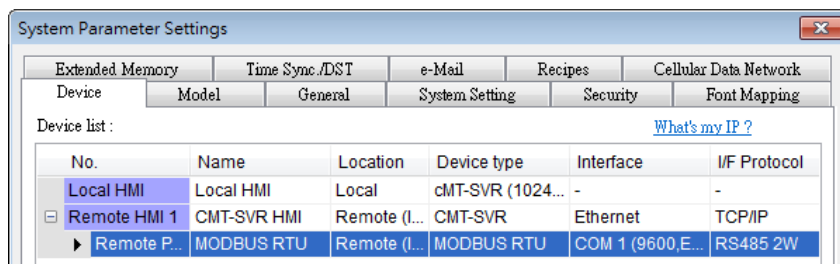 System Parameter Settings
Extended Memory Time Sync./DST e-Mail Recipes Cellular Data Network
Device Model General System Setting Security Font Mapping
Device list : What's my IP ?
No. Name Location Device type Interface I/F Protocol
Local HMI Local HMI Local cMT-SVR (1024... - -
Remote HMI 1 CMT-SVR HMI Remote (I... CMT-SVR Ethernet TCP/IP
Remote P... MODBUS RTU Remote (I... MODBUS RTU COM 1 (9600,E... RS485 2W